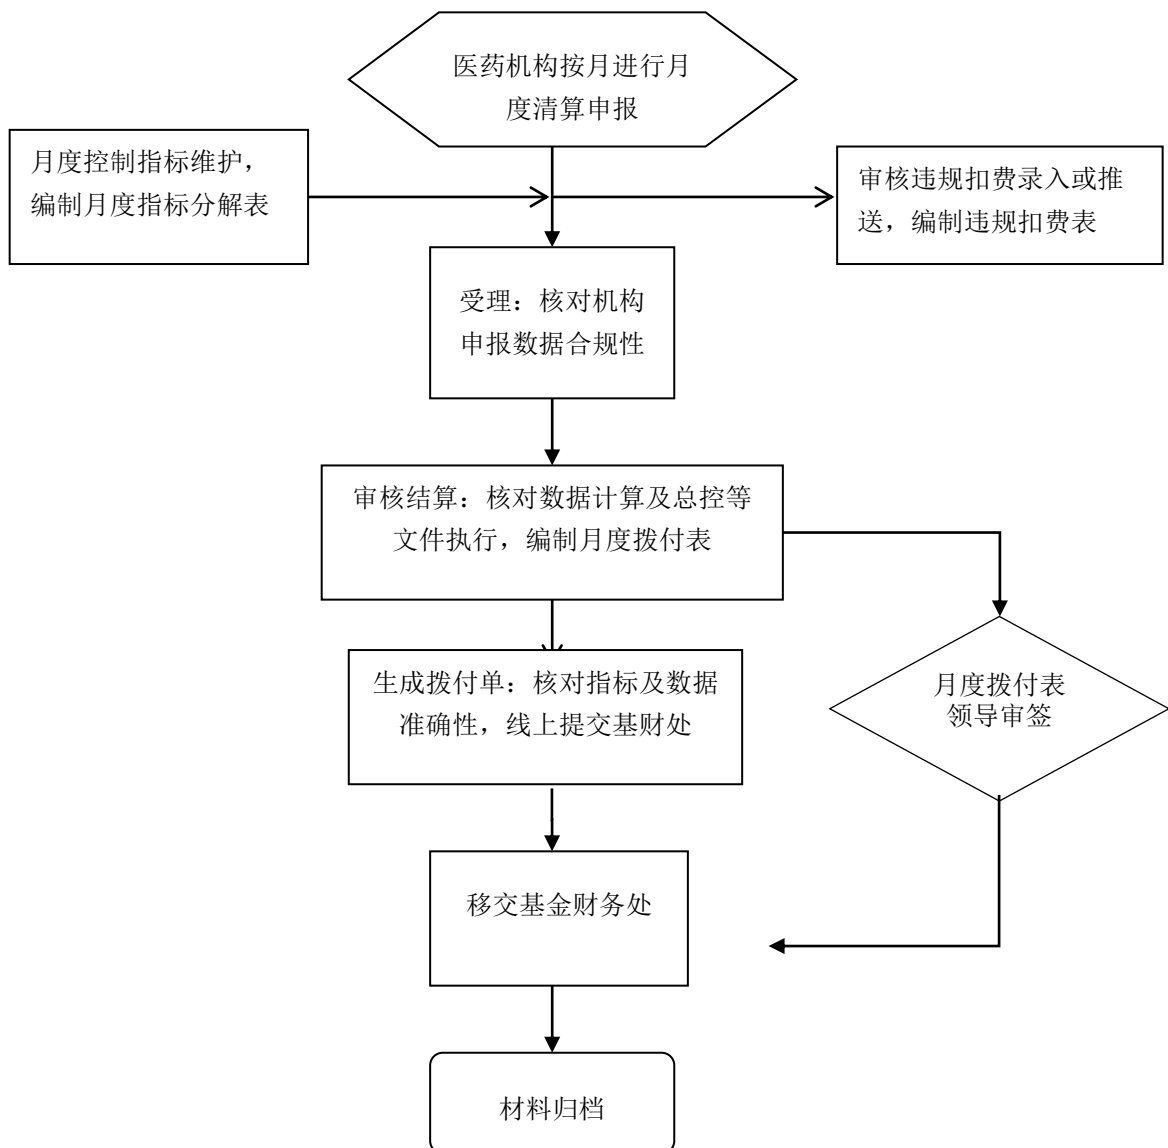 医药机构按月进行月
度清算申报
月度控制指标维护，
编制月度指标分解表
审核违规扣费录入或推
送，编制违规扣费表
受理：核对机构
申报数据合规性
审核结算：核对数据计算及总控等
文件执行，编制月度拨付表
生成拨付单：核对指标及数据
准确性，线上提交基财处
月度拨付表
领导审签
移交基金财务处
材料归档